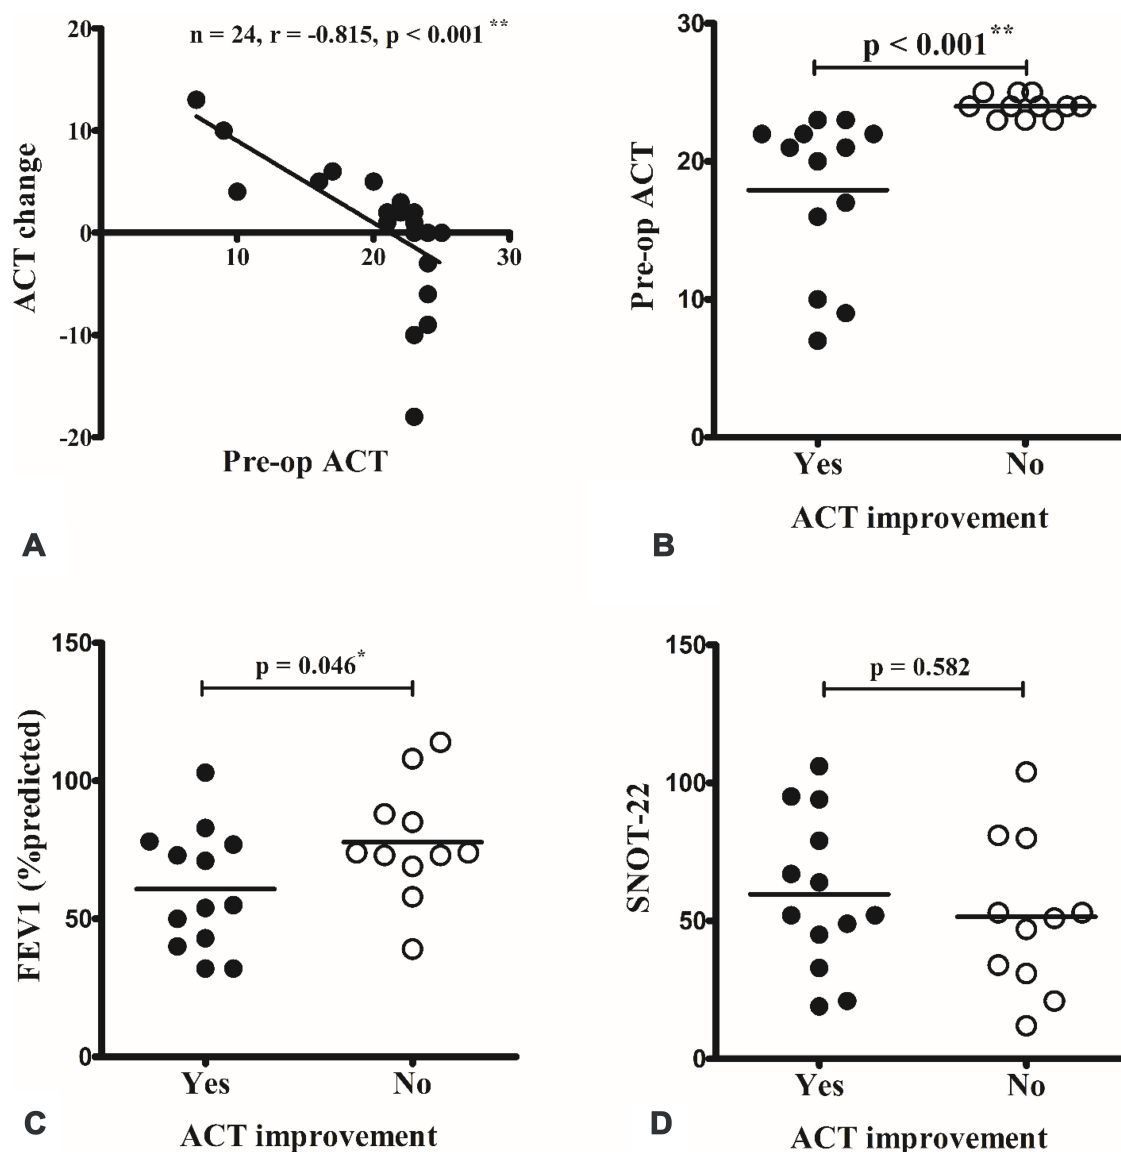 n = 24, r = -0.815, p < 0.001 **
20
10
0
-10
-20
10 20 30
ACT change
Pre-op ACT
A
p < 0.001**
30
20
10
0
Pre-op ACT
Yes No
ACT improvement
B
p = 0.046*
150
100
50
0
FEV1 (%predicted)
Yes No
ACT improvement
C
p = 0.582
150
100
50
0
SNOT-22
Yes No
ACT improvement
D